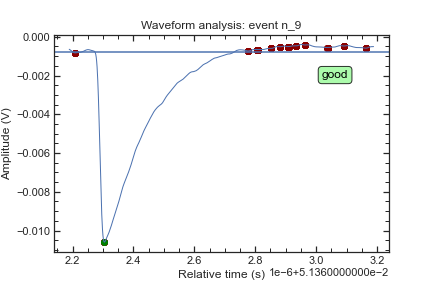 Waveform analysis: event n_9
0.000
−0.002
−0.004
−0.006
−0.008
−0.010
Amplitude (V)
good
2.2 2.4 2.6 2.8 3.0 3.2
Relative time (s) 1e−6+5.1360000000e−2